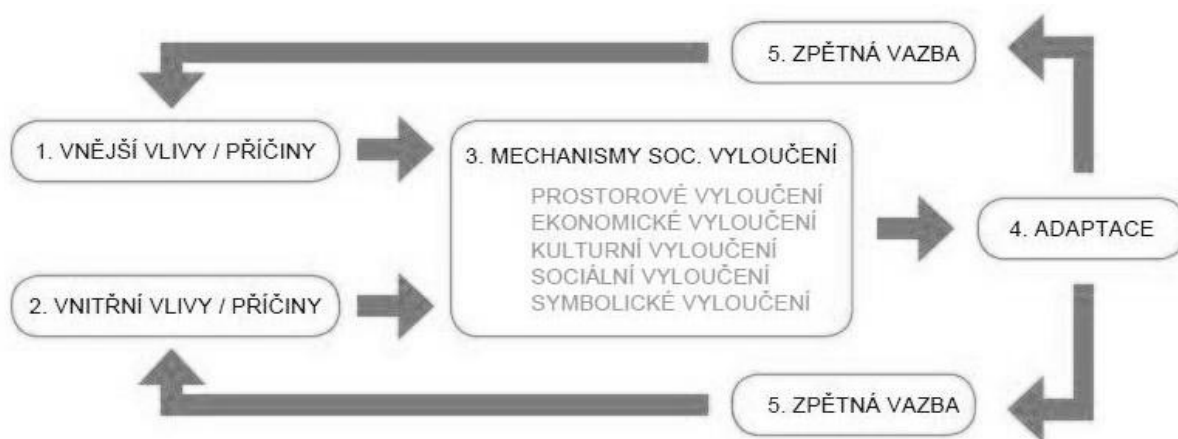 5. ZPĚTNÁ VAZBA
1. VNĚJŠÍ VLIVY / PŘÍČINY
3. MECHANISMY SOC. VYLOUČENÍ
PROSTOROVÉ VYLOUČENÍ
EKONOMICKÉ VYLOUČENÍ
KULTURNÍ VYLOUČENÍ
SOCIÁLNÍ VYLOUČENÍ
SYMBOLICKÉ VYLOUČENÍ
4. ADAPTACE
2. VNITŘNÍ VLIVY / PŘÍČINY
5. ZPĚTNÁ VAZBA